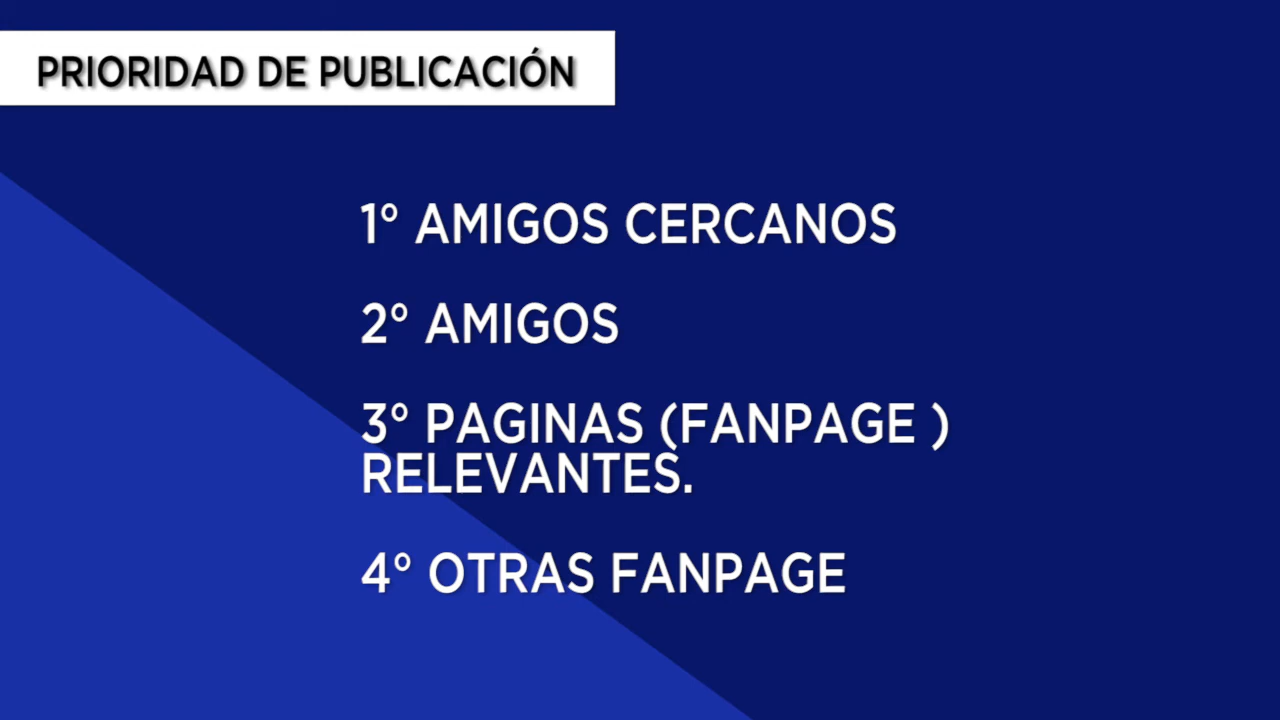 PRIORIDAD DE PUBLICACIÓN
1° AMIGOS CERCANOS
2° AMIGOS
3° PAGINAS (FANPAGE )
RELEVANTES.
4° OTRAS FANPAGE